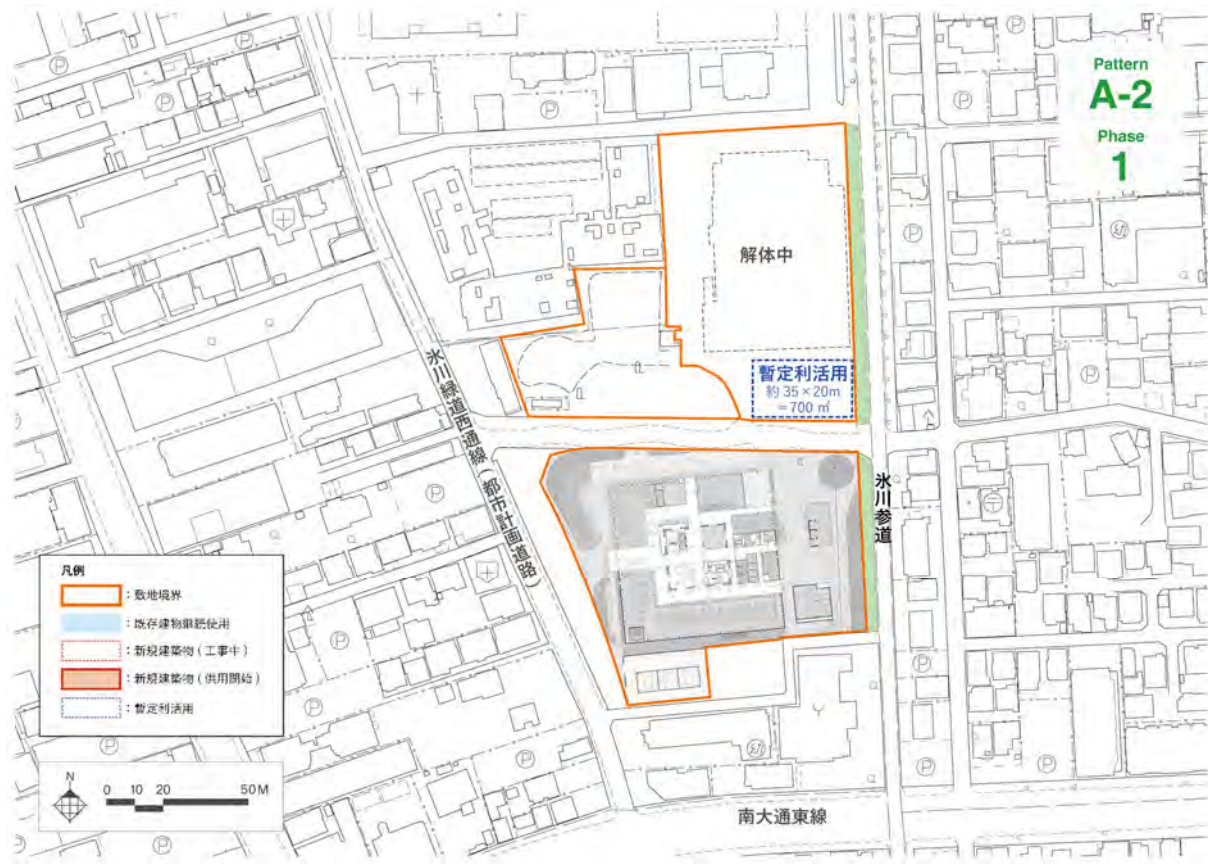 Pattern
A-2
Phase
1
解体中
暫定利活用
約35×20m
=700㎡
氷川緑道西通線(都市計画道路)
氷川参道
凡例
:敷地境界
:既存建物継続使用
:新規建築物(工事中)
:新規建築物(供用開始)
:暫定利活用
N
0 10 20 50M
南大通東線